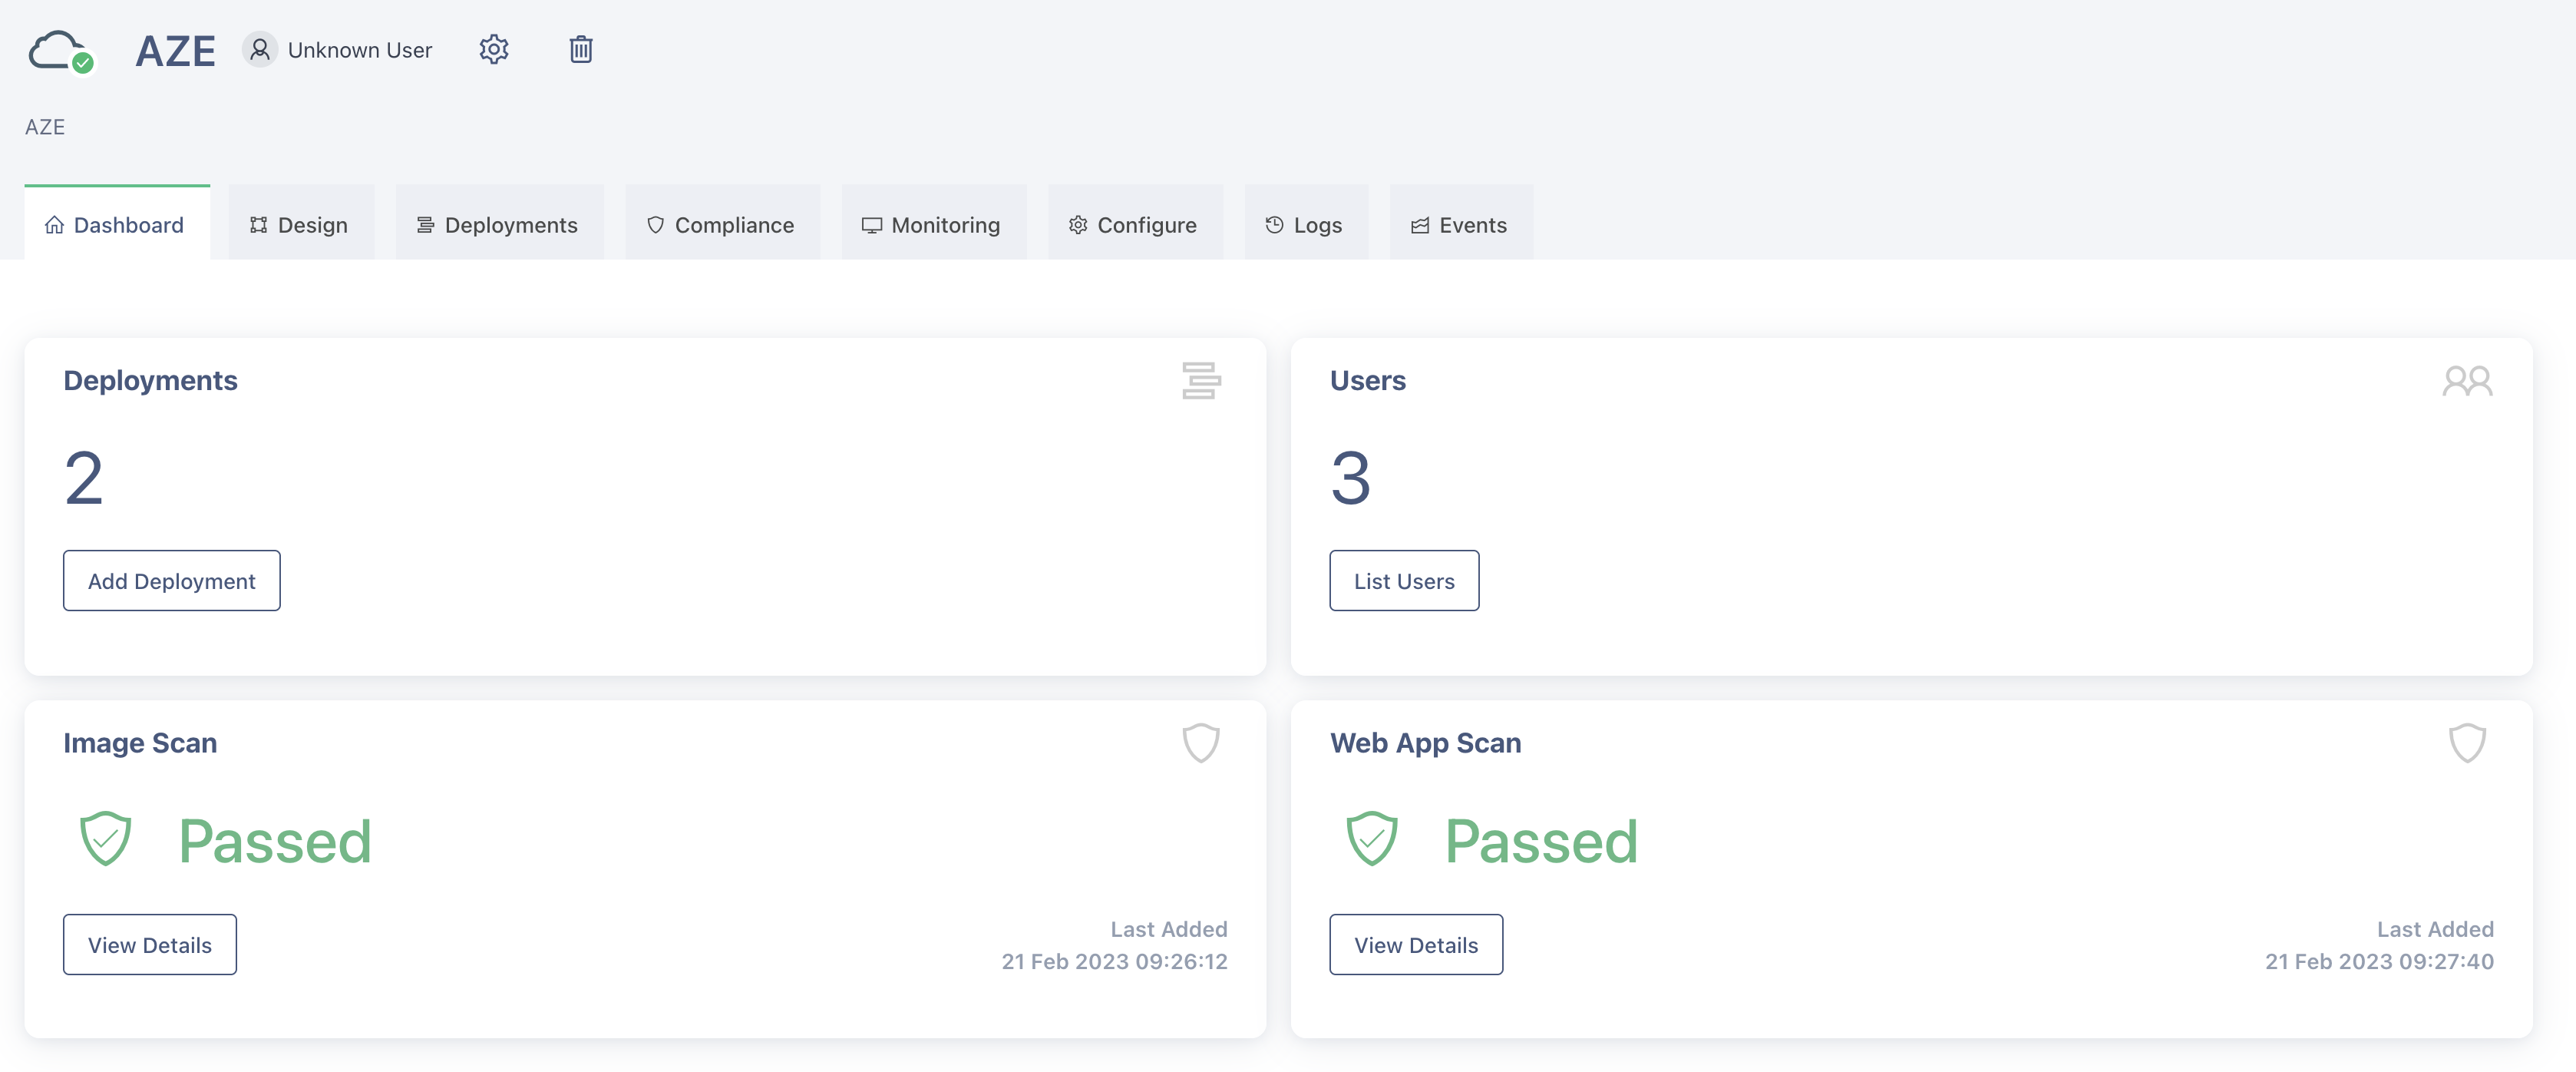 AZE Unknown User
AZE
Dashboard Design Deployments Compliance Monitoring Configure Logs Events
Deployments
2
Add Deployment
Users
3
List Users
Image Scan
Passed
View Details
Last Added
21 Feb 2023 09:26:12
Web App Scan
Passed
View Details
Last Added
21 Feb 2023 09:27:40